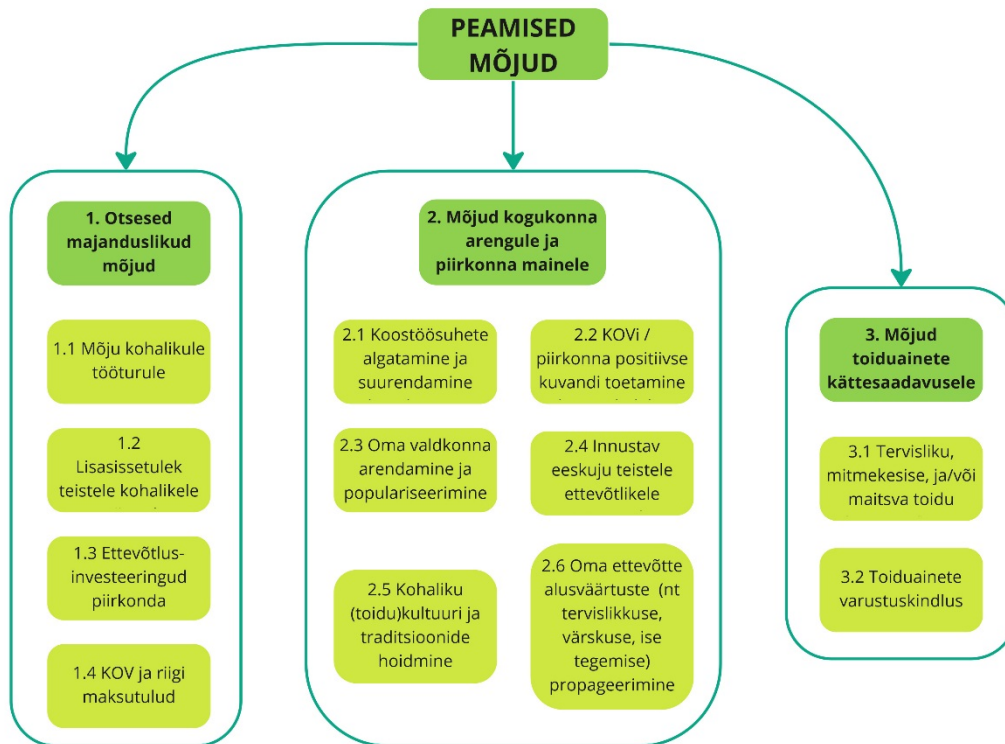 PEAMISED
MÕJUD
1. Otsesed
majanduslikud
mõjud
1.1 Mõju kohalikule
tööturule
1.2
Lisasissetulek
teistele kohalikele
1.3 Ettevõtlus-
investeeringud
piirkonda
1.4 KOV ja riigi
maksutulud
2. Mõjud kogukonna
arengule ja
piirkonna mainele
2.1 Koostöösuhete
algatamine ja
suurendamine
2.2 KOVi /
piirkonna positiivse
kuvandi toetamine
2.3 Oma valdkonna
arendamine ja
populariseerimine
2.4 Innustav
eeskuju teistele
ettevõtlikele
2.5 Kohaliku
(toidu)kultuuri ja
traditsioonide
hoidmine
2.6 Oma ettevõtte
alusväärtuste (nt
tervislikkuse,
värskuse, ise
tegemise)
propageerimine
3. Mõjud
toiduainete
kättesaadavusele
3.1 Tervisliku,
mitmekesise, ja/või
maitsva toidu
3.2 Toiduainete
varustuskindlus